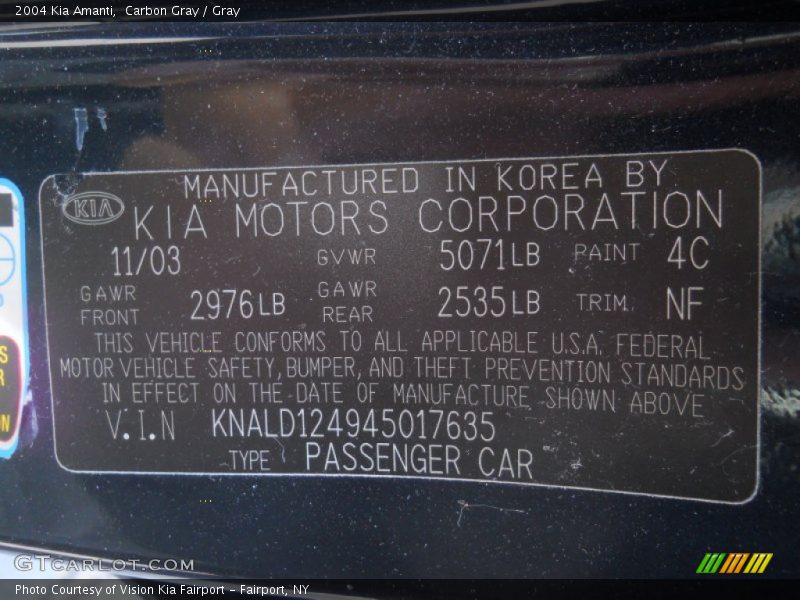 2004 Kia Amanti, Carbon Gray / Gray
MANUFACTURED IN KOREA BY
KIA KIA MOTORS CORPORATION
11/03 GVWR 5071LB PAINT 4C
GAWR FRONT 2976LB GAWR REAR 2535LB TRIM. NF
THIS VEHICLE CONFORMS TO ALL APPLICABLE U.S.A. FEDERAL
MOTOR VEHICLE SAFETY, BUMPER, AND THEFT PREVENTION STANDARDS
IN EFFECT ON THE DATE OF MANUFACTURE SHOWN ABOVE
V.I.N KNALD124945017635
TYPE PASSENGER CAR
GTCARLOT.COM
Photo Courtesy of Vision Kia Fairport - Fairport, NY